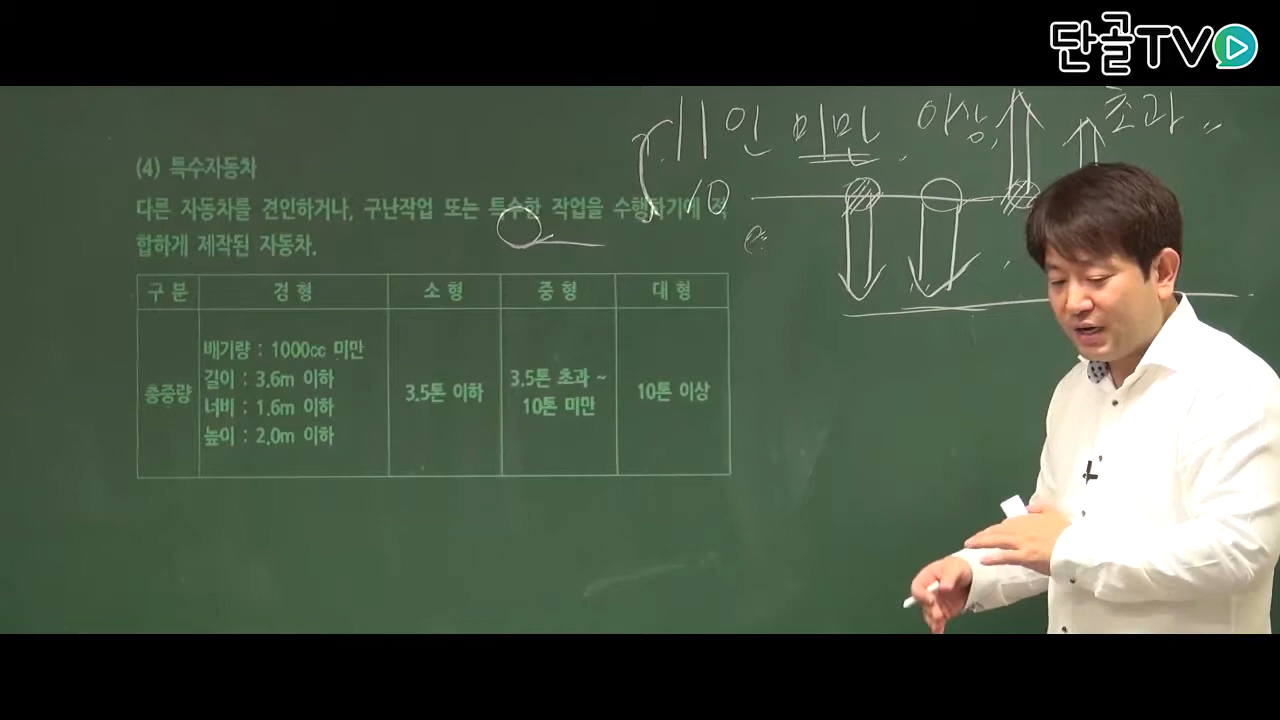 단골TV
11인 미만 이상 초과
10
(4) 특수자동차
다른 자동차를 견인하거나, 구난작업 또는 특수한 작업을 수행하기에 적
합하게 제작된 자동차.
구 분 경 형 소 형 중 형 대 형
총중량
배기량 : 1000cc 미만
길이 : 3.6m 이하
너비 : 1.6m 이하
높이 : 2.0m 이하
3.5톤 이하
3.5톤 초과 ~
10톤 미만
10톤 이상